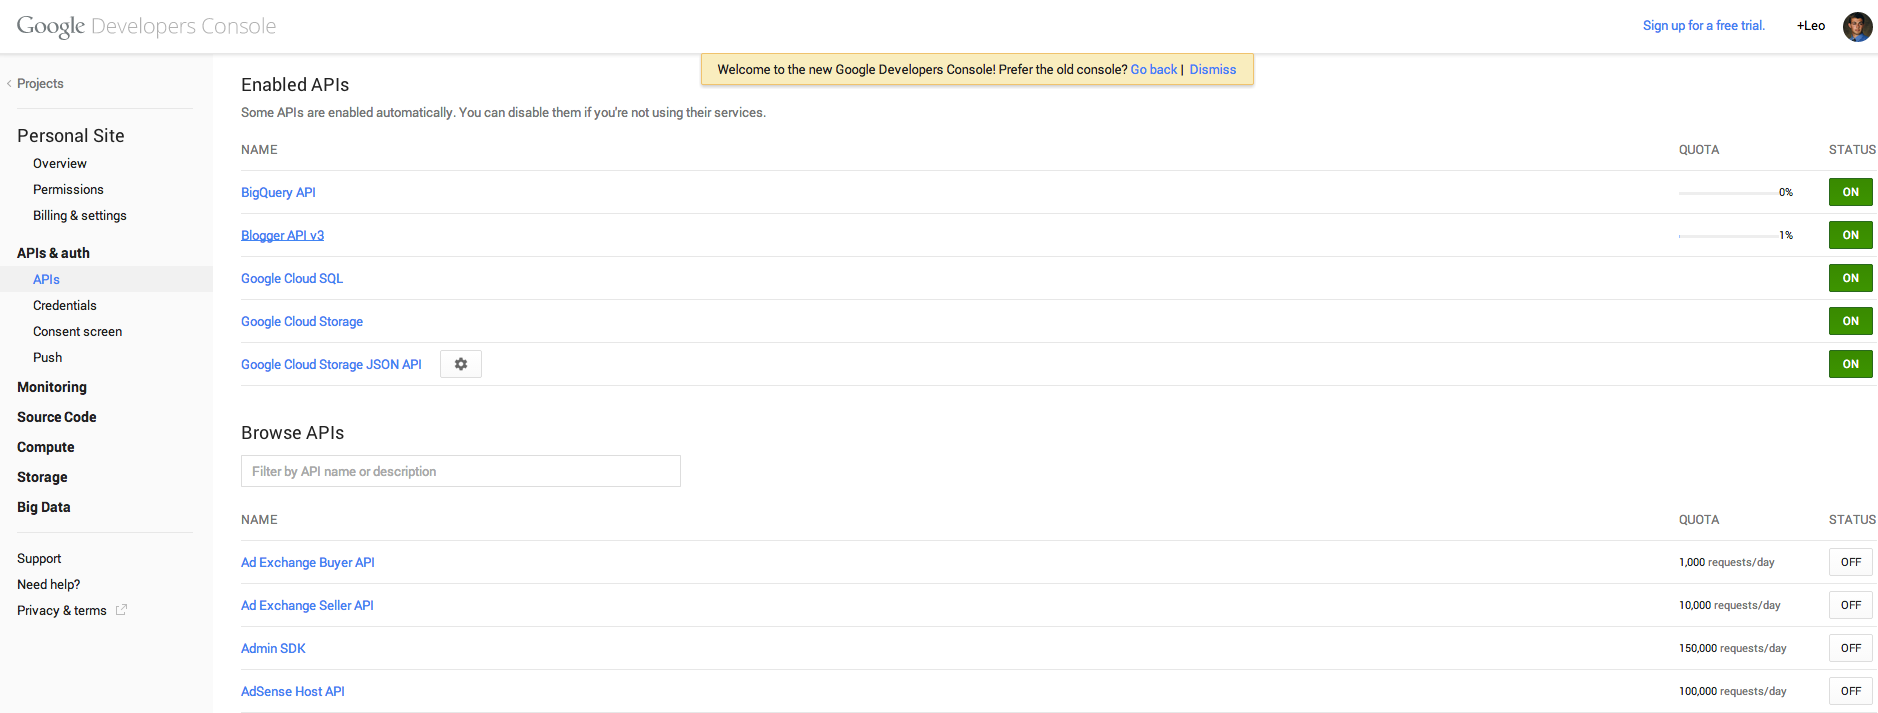 Google Developers Console
Sign up for a free trial.
+Leo
Welcome to the new Google Developers Console! Prefer the old console? Go back | Dismiss
Projects
Personal Site
Overview
Permissions
Billing & settings
APIs & auth
APIs
Credentials
Consent screen
Push
Monitoring
Source Code
Compute
Storage
Big Data
Support
Need help?
Privacy & terms
Enabled APIs
Some APIs are enabled automatically. You can disable them if you're not using their services.
NAME QUOTA STATUS
BigQuery API 0% ON
Blogger API v3 1% ON
Google Cloud SQL ON
Google Cloud Storage ON
Google Cloud Storage JSON API ON
Browse APIs
Filter by API name or description
NAME QUOTA STATUS
Ad Exchange Buyer API 1,000 requests/day OFF
Ad Exchange Seller API 10,000 requests/day OFF
Admin SDK 150,000 requests/day OFF
AdSense Host API 100,000 requests/day OFF